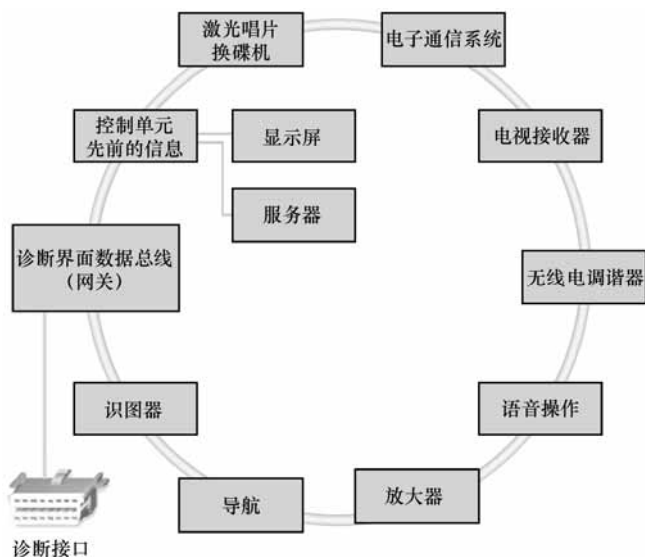 激光唱片
换碟机
电子通信系统
控制单元
先前的信息
显示屏
电视接收器
服务器
诊断界面数据总线
（网关）
无线电调谐器
识图器
语音操作
导航
放大器
诊断接口